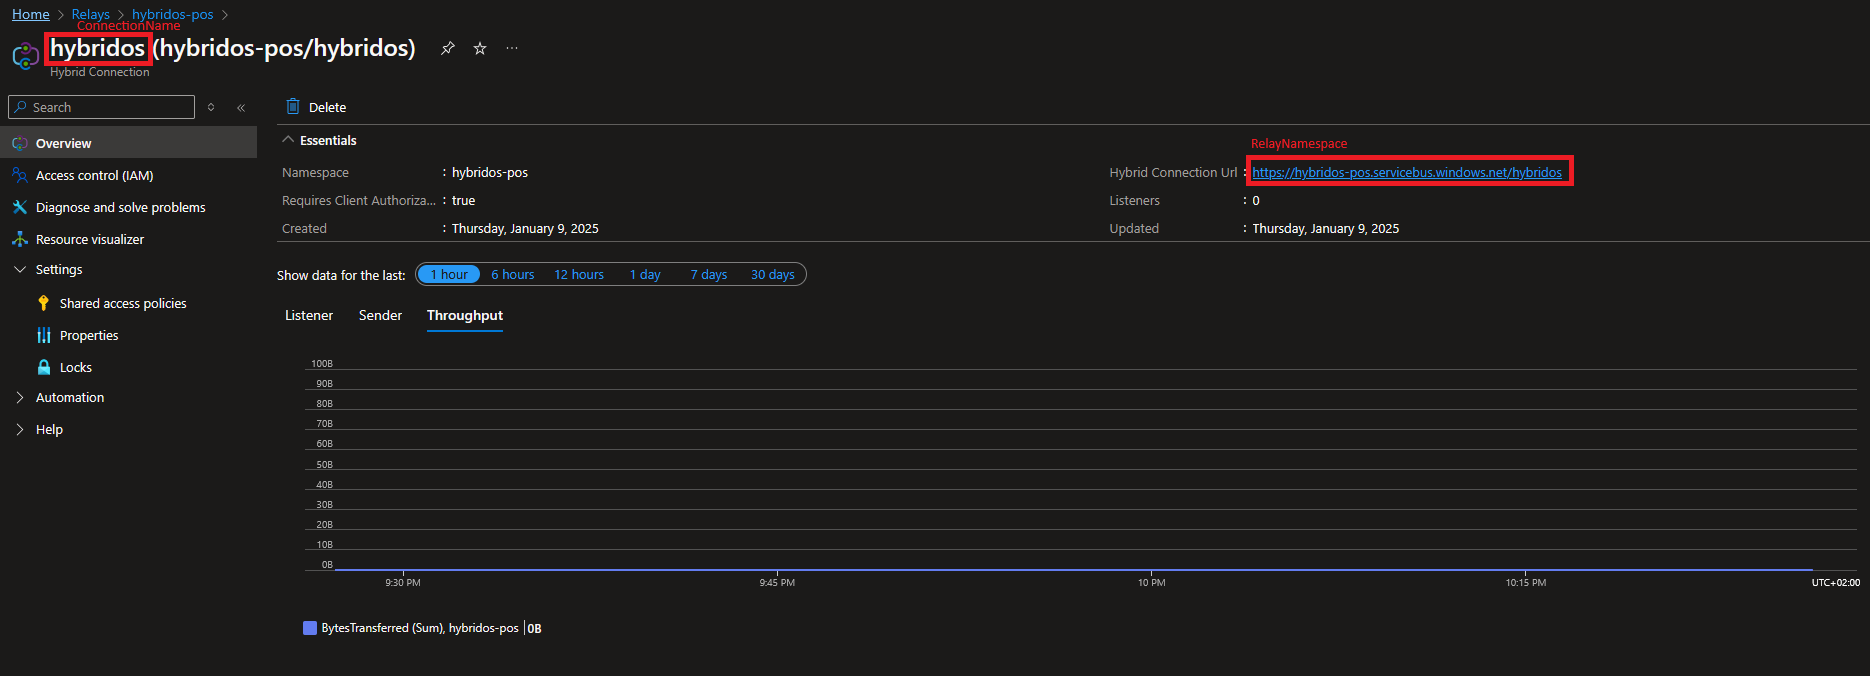 Home > Relays > hybridos-pos >
ConnectionName
hybridos (hybridos-pos/hybridos) ...
Hybrid Connection
Search
«
Delete
Overview
Access control (IAM)
Diagnose and solve problems
Resource visualizer
Settings
Shared access policies
Properties
Locks
Automation
Help
Essentials
RelayNamespace
Namespace : hybridos-pos
Hybrid Connection Url : https://hybridos-pos.servicebus.windows.net/hybridos
Requires Client Authoriza... : true
Listeners : 0
Created : Thursday, January 9, 2025
Updated : Thursday, January 9, 2025
Show data for the last: 1 hour 6 hours 12 hours 1 day 7 days 30 days
Listener Sender Throughput
100B
90B
80B
70B
60B
50B
40B
30B
20B
10B
0B
9:30 PM 9:45 PM 10 PM 10:15 PM UTC+02:00
BytesTransferred (Sum), hybridos-pos | 0B